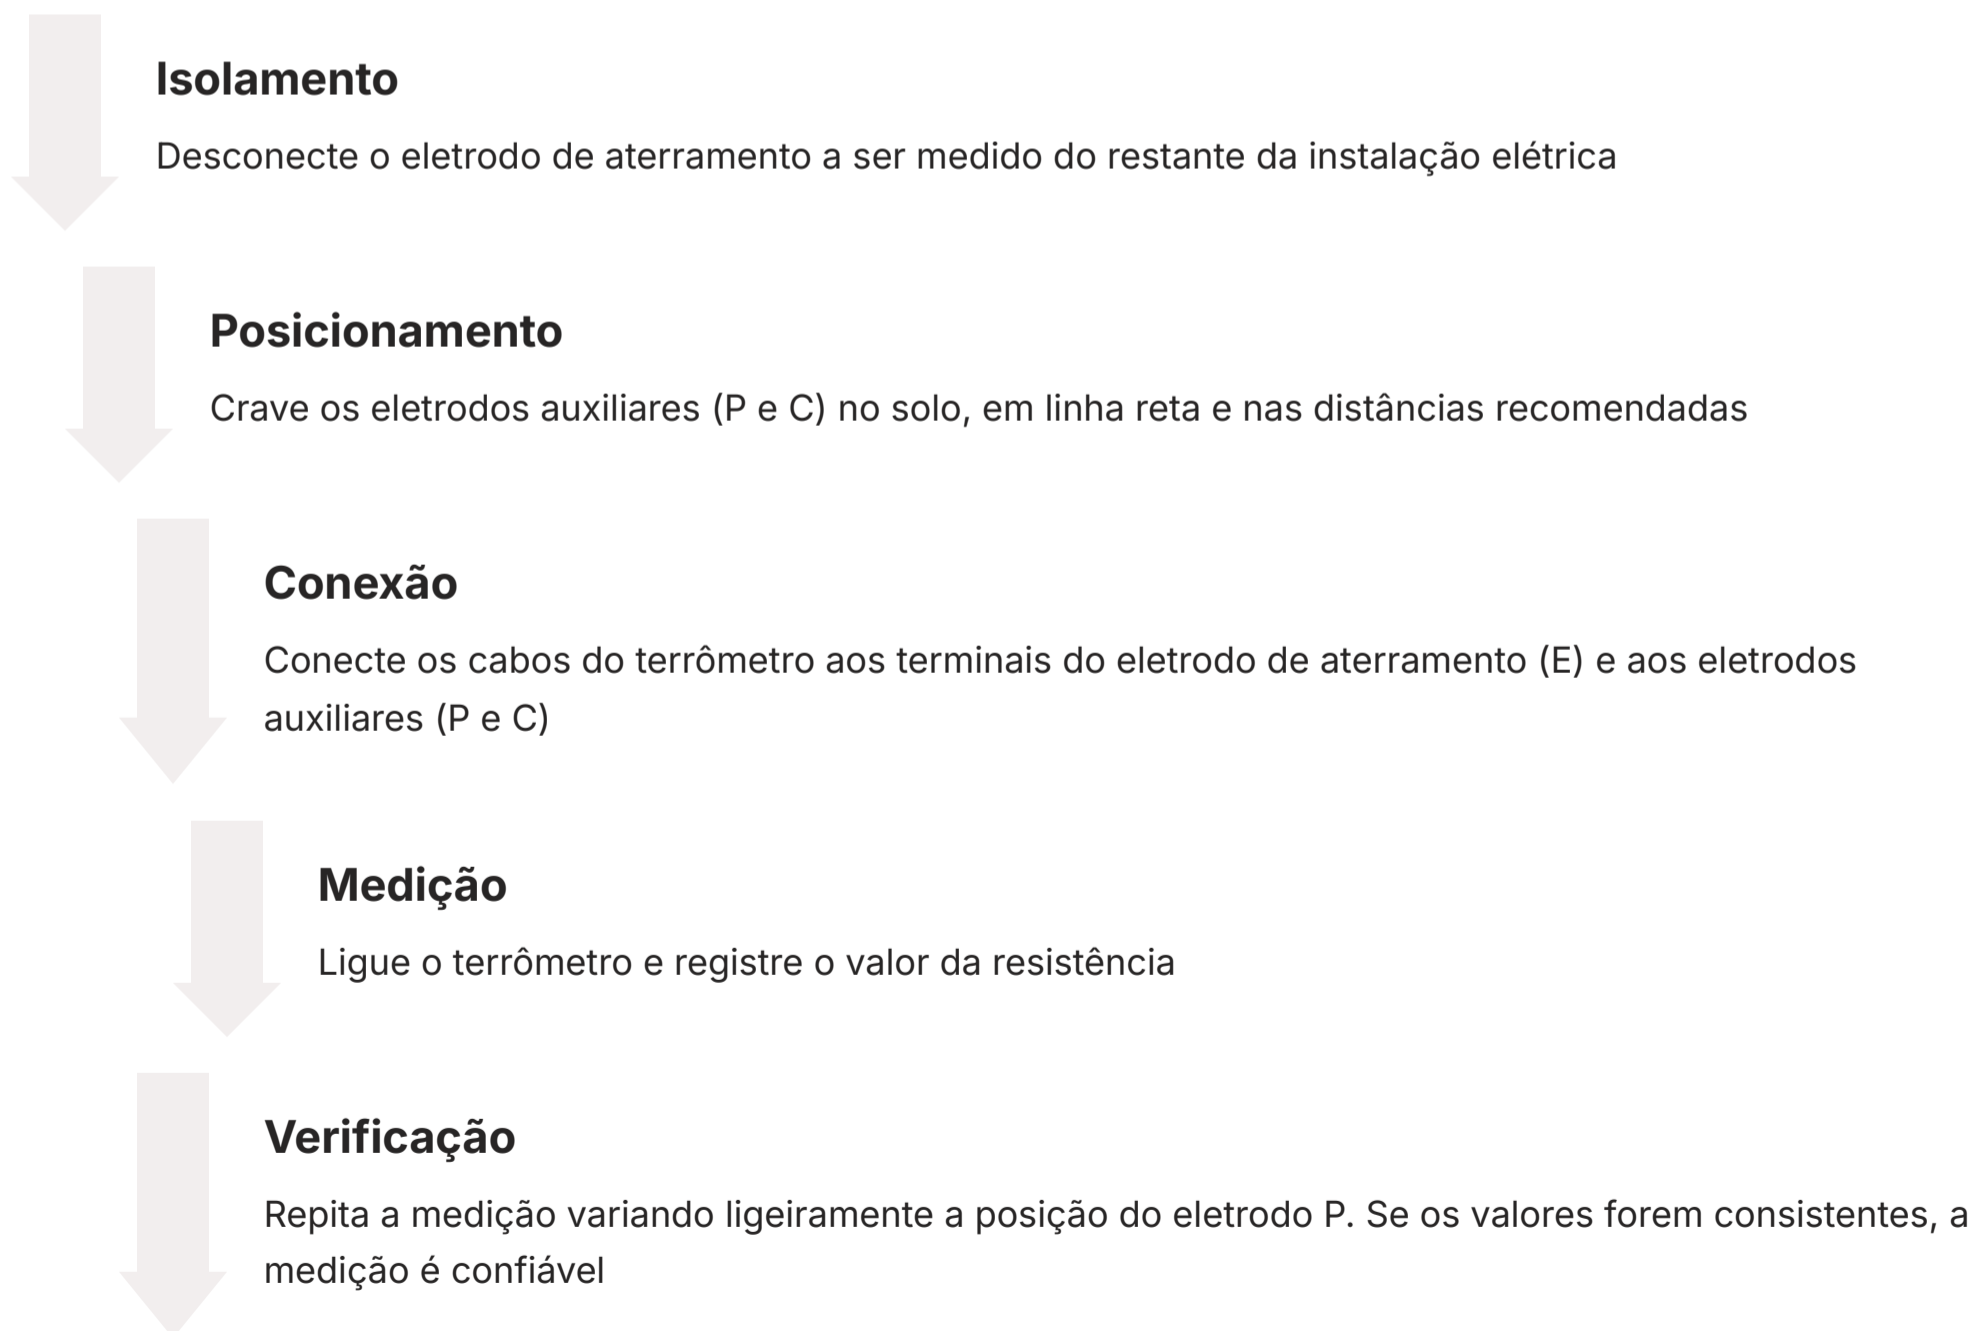 Isolamento
Desconecte o eletrodo de aterramento a ser medido do restante da instalação elétrica
Posicionamento
Crave os eletrodos auxiliares (P e C) no solo, em linha reta e nas distâncias recomendadas
Conexão
Conecte os cabos do terrômetro aos terminais do eletrodo de aterramento (E) e aos eletrodos
auxiliares (P e C)
Medição
Ligue o terrômetro e registre o valor da resistência
Verificação
Repita a medição variando ligeiramente a posição do eletrodo P. Se os valores forem consistentes, a
medição é confiável